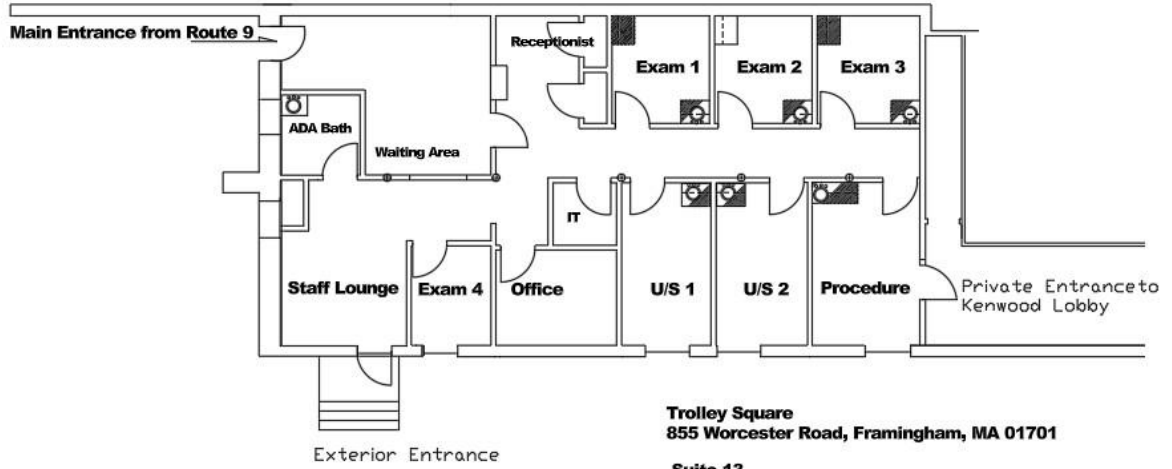 Main Entrance from Route 9
Receptionist
Exam 1
Exam 2
Exam 3
ADA Bath
Waiting Area
IT
Staff Lounge
Exam 4
Office
U/S 1
U/S 2
Procedure
Private Entranceto
Kenwood Lobby
Exterior Entrance
Trolley Square
855 Worcester Road, Framingham, MA 01701